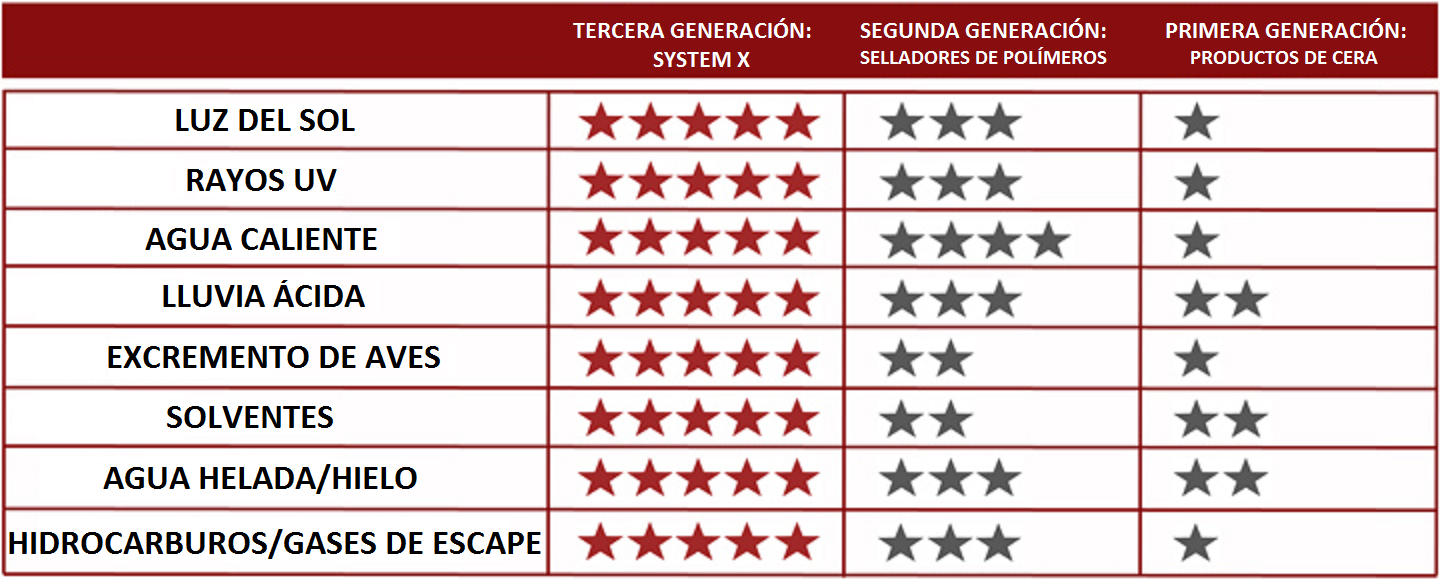 TERCERA GENERACIÓN:
SYSTEM X
SEGUNDA GENERACIÓN:
SELLADORES DE POLÍMEROS
PRIMERA GENERACIÓN:
PRODUCTOS DE CERA
LUZ DEL SOL
RAYOS UV
AGUA CALIENTE
LLUVIA ÁCIDA
EXCREMENTO DE AVES
SOLVENTES
AGUA HELADA/HIELO
HIDROCARBUROS/GASES DE ESCAPE